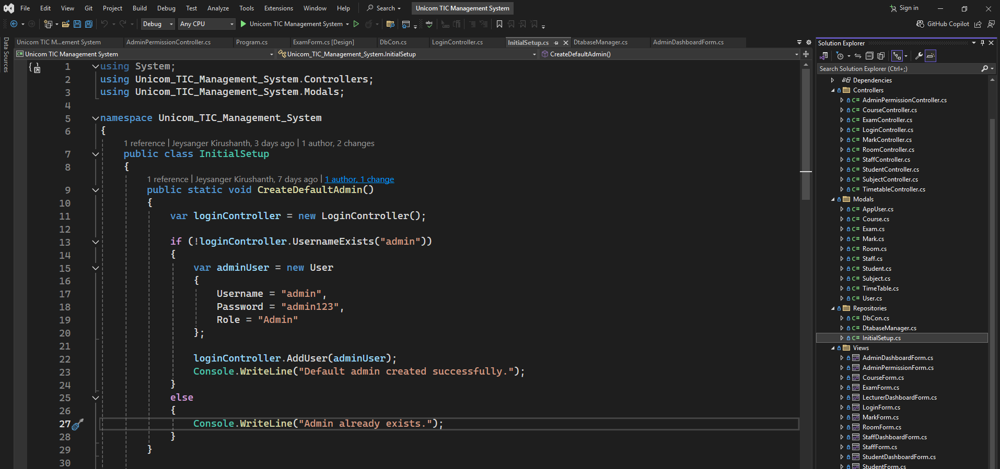 File Edit View Git Project Build Debug Test Analyze Tools Extensions Window Help Search Unicom TIC Management System Sign in
Debug Any CPU Unicom TIC Management System GitHub Copilot
Data Sources
Unicom TIC M...ement System AdminPermissionController.cs Program.cs ExamForm.cs [Design] DbCon.cs LoginController.cs InitialSetup.cs DtabaseManager.cs AdminDashboardForm.cs
Unicom TIC Management System Unicom_TIC_Management_System.InitialSetup CreateDefaultAdmin()
1 using System;
2 using Unicom_TIC_Management_System.Controllers;
3 using Unicom_TIC_Management_System.Modals;
4
5 namespace Unicom_TIC_Management_System
6 {
1 reference | Jeysanger Kirushanth, 3 days ago | 1 author, 2 changes
7 public class InitialSetup
8 {
1 reference | Jeysanger Kirushanth, 7 days ago | 1 author, 1 change
9 public static void CreateDefaultAdmin()
10 {
11 var loginController = new LoginController();
12
13 if (!loginController.UsernameExists("admin"))
14 {
15 var adminUser = new User
16 {
17 Username = "admin",
18 Password = "admin123",
19 Role = "Admin"
20 };
21
22 loginController.AddUser(adminUser);
23 Console.WriteLine("Default admin created successfully.");
24 }
25 else
26 {
27 Console.WriteLine("Admin already exists.");
28 }
29 }
30
Solution Explorer
Search Solution Explorer (Ctrl+;)
Dependencies
Controllers
C# AdminPermissionController.cs
C# CourseController.cs
C# ExamController.cs
C# LoginController.cs
C# MarkController.cs
C# RoomController.cs
C# StaffController.cs
C# StudentController.cs
C# SubjectController.cs
C# TimetableController.cs
Modals
C# AppUser.cs
C# Course.cs
C# Exam.cs
C# Mark.cs
C# Room.cs
C# Staff.cs
C# Student.cs
C# Subject.cs
C# TimeTable.cs
C# User.cs
Repositories
C# DbCon.cs
C# DtabaseManager.cs
C# InitialSetup.cs
Views
AdminDashboardForm.cs
AdminPermissionForm.cs
CourseForm.cs
ExamForm.cs
LecturerDashboardForm.cs
LoginForm.cs
MarkForm.cs
RoomForm.cs
StaffDashboardForm.cs
StaffForm.cs
StudentDashboardForm.cs
StudentForm.cs